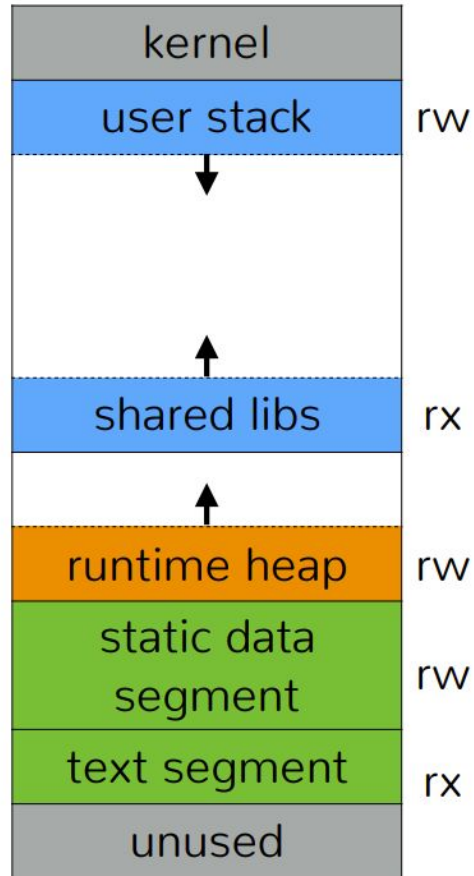 kernel
user stack rw
shared libs rx
runtime heap rw
static data
segment rw
text segment rx
unused